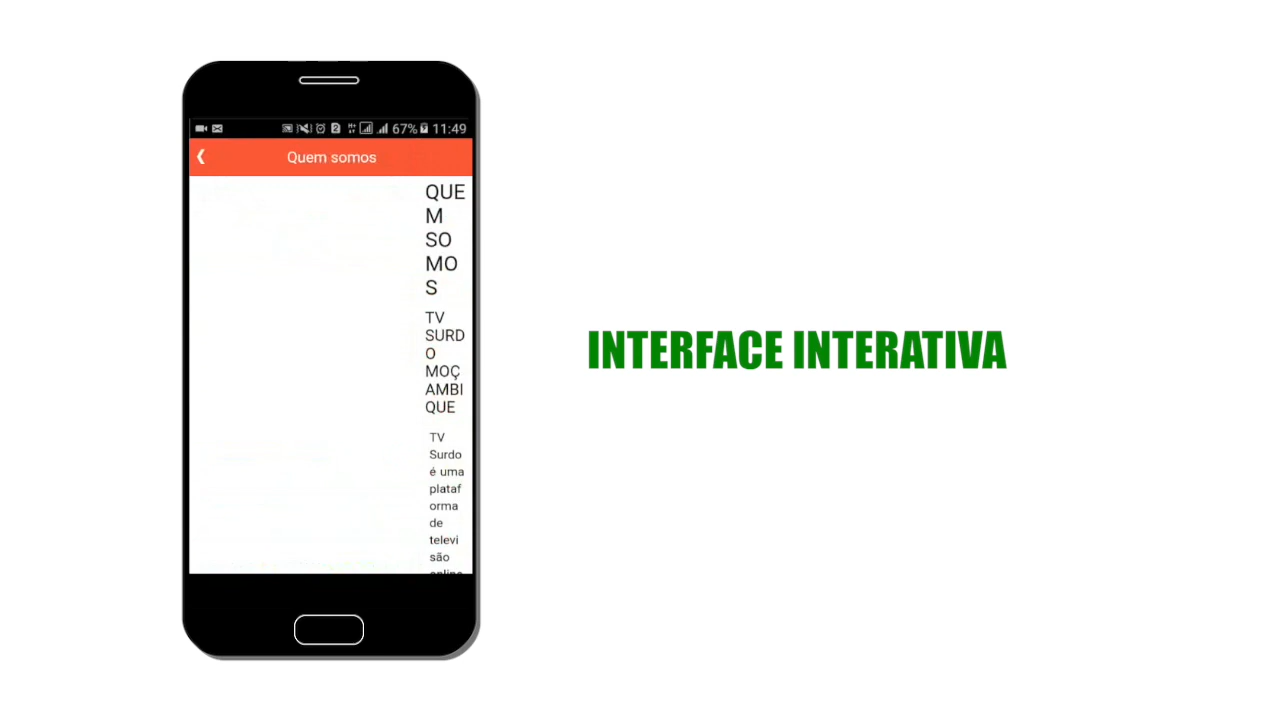 67% 11:49
Quem somos
QUE
M
SO
MO
S
TV
SURD
O
MOÇ
AMBI
QUE
TV
Surdo
é uma
plataf
orma
de
televi
são
online
INTERFACE INTERATIVA